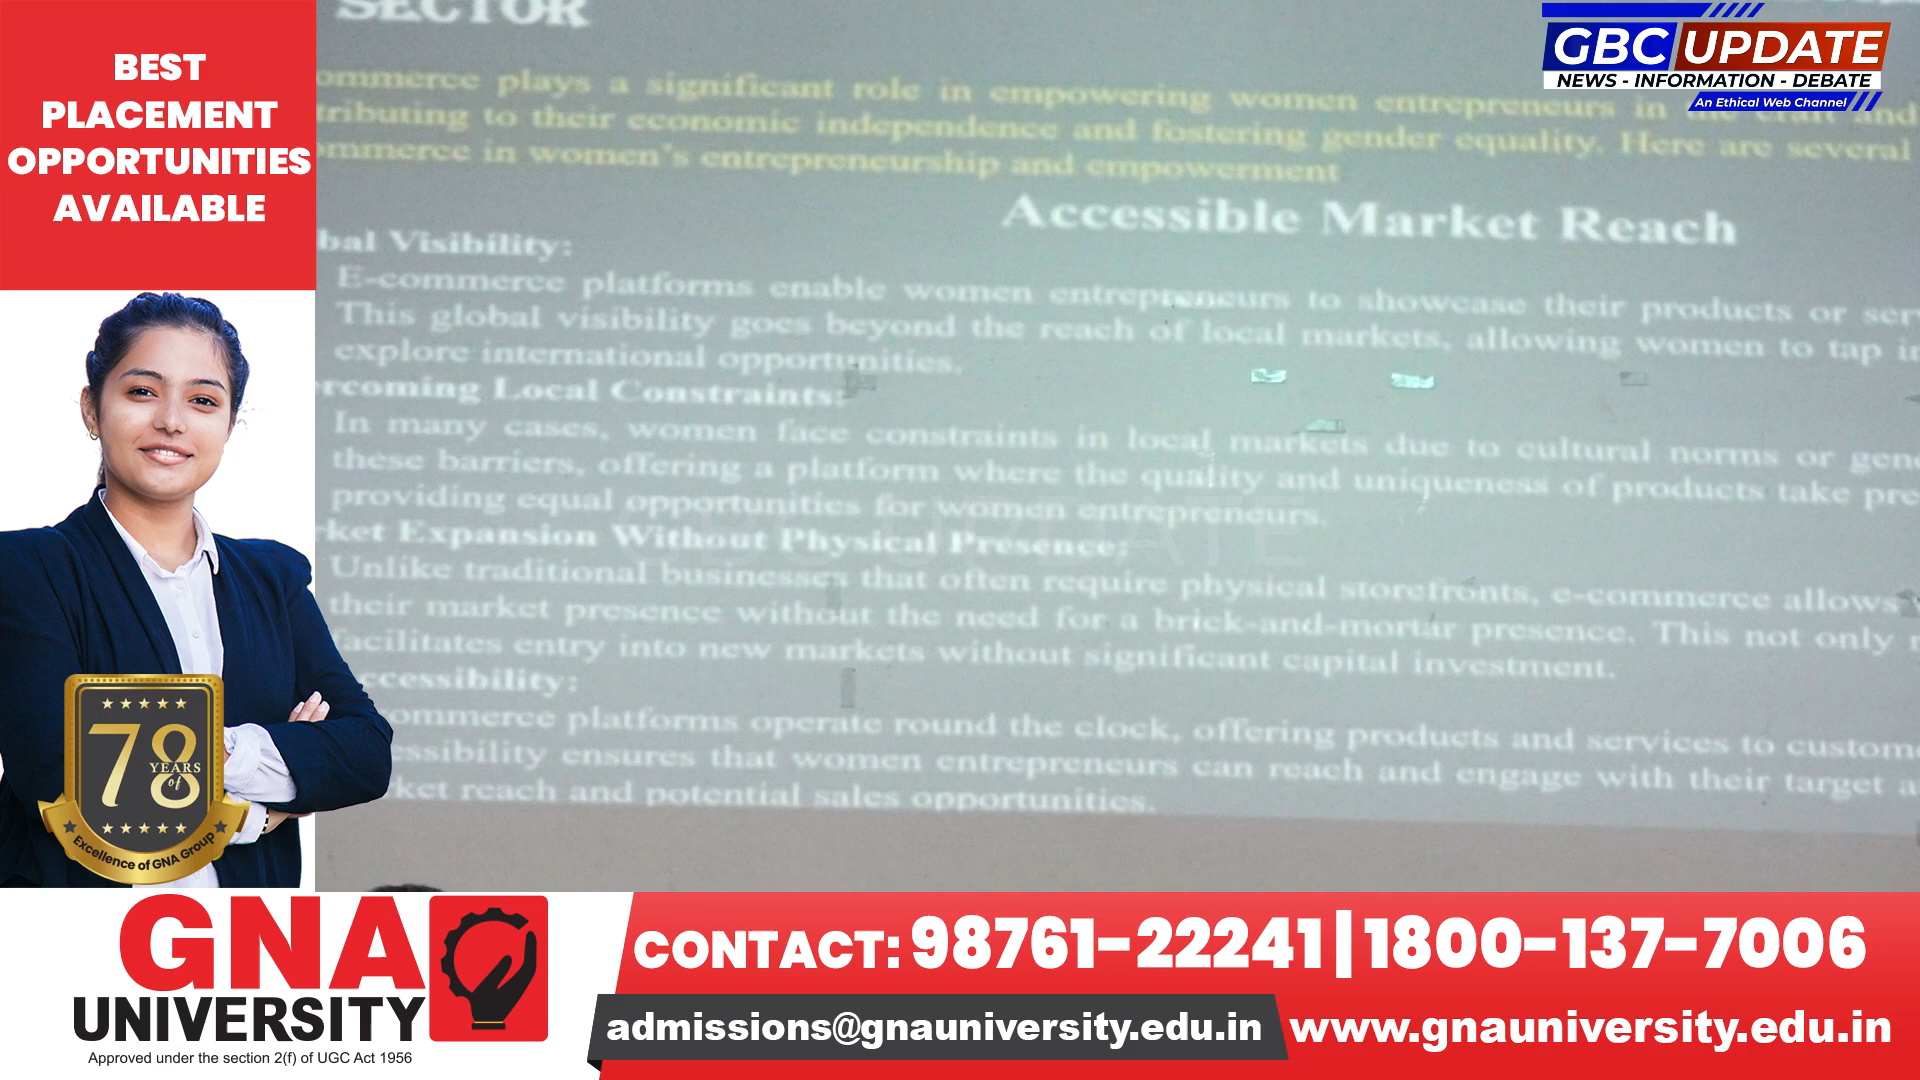 BEST
PLACEMENT
OPPORTUNITIES
AVAILABLE
SECTOR
GBC UPDATE
NEWS - INFORMATION - DEBATE
An Ethical Web Channel
ommerce plays a significant role in empowering women entrepreneurs in the craft and
tributing to their economic independence and fostering gender equality. Here are several
ommerce in women's entrepreneurship and empowerment
Accessible Market Reach
bal Visibility:
E-commerce platforms enable women entrepreneurs to showcase their products or serv
This global visibility goes beyond the reach of local markets, allowing women to tap in
explore international opportunities.
rcoming Local Constraints:
In many cases, women face constraints in local markets due to cultural norms or gend
these barriers, offering a platform where the quality and uniqueness of products take pre
providing equal opportunities for women entrepreneurs.
rket Expansion Without Physical Presence:
Unlike traditional businesses that often require physical storefronts, e-commerce allows
their market presence without the need for a brick-and-mortar presence. This not only
facilitates entry into new markets without significant capital investment.
ccessibility:
ommerce platforms operate round the clock, offering products and services to custome
essibility ensures that women entrepreneurs can reach and engage with their target a
ket reach and potential sales opportunities.
78
YEARS
of
Excellence of GNA Group
GNA
UNIVERSITY
Approved under the section 2(f) of UGC Act 1956
CONTACT: 98761-22241 | 1800-137-7006
admissions@gnauniversity.edu.in
www.gnauniversity.edu.in